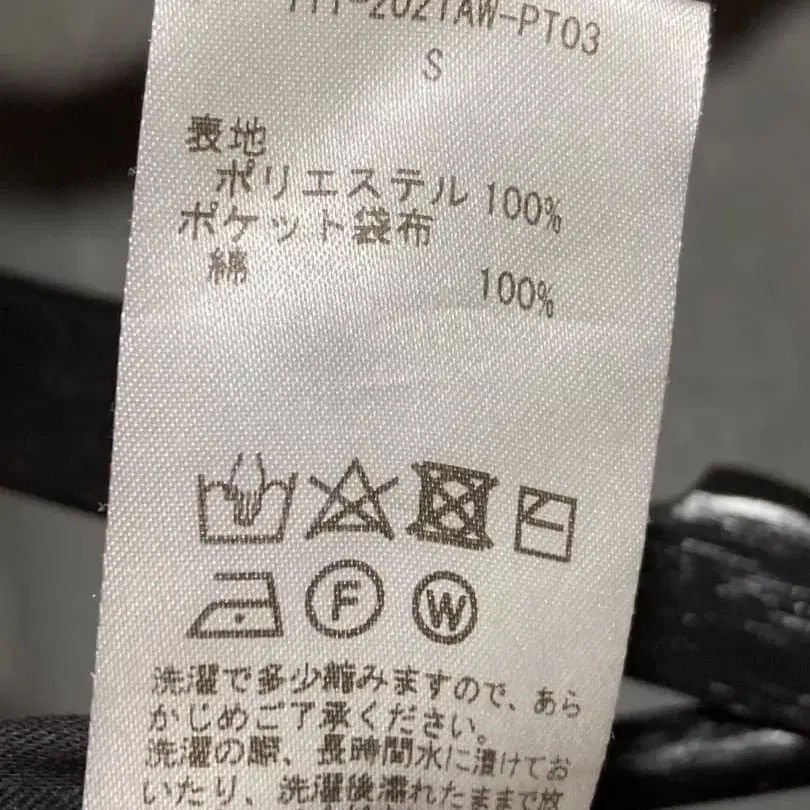 2021AW-PT03
S
表地
ポリエステル 100%
ポケット袋布
綿 100%
F
W
洗濯で多少縮みますので、あら
かじめご了承ください。
洗濯の際、長時間水に漬けてお
いたり、洗濯後濡れたままで放